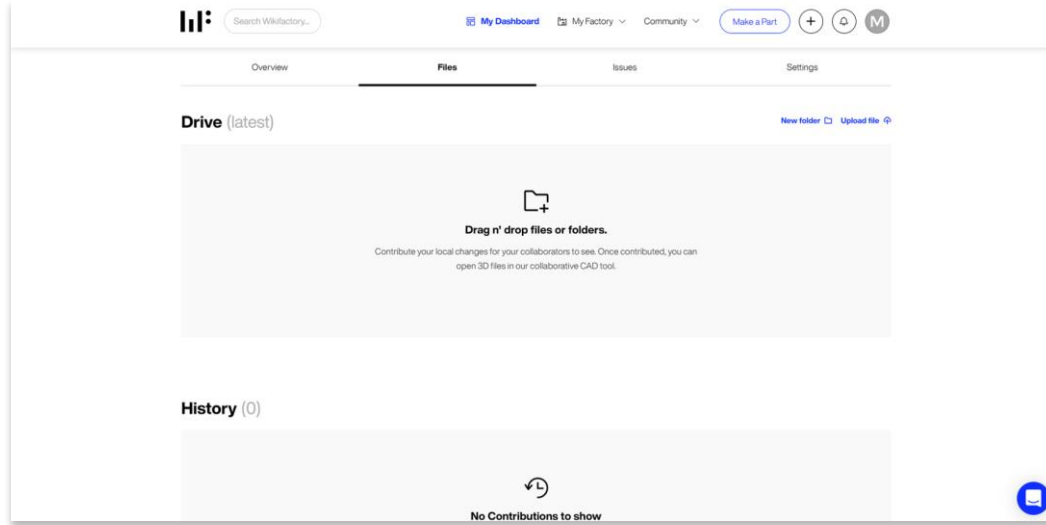 Search Wikifactory...
My Dashboard
My Factory
Community
Make a Part
M
Overview
Files
Issues
Settings
Drive (latest)
New folder
Upload file
Drag n' drop files or folders.
Contribute your local changes for your collaborators to see. Once contributed, you can
open 3D files in our collaborative CAD tool.
History (0)
No Contributions to show